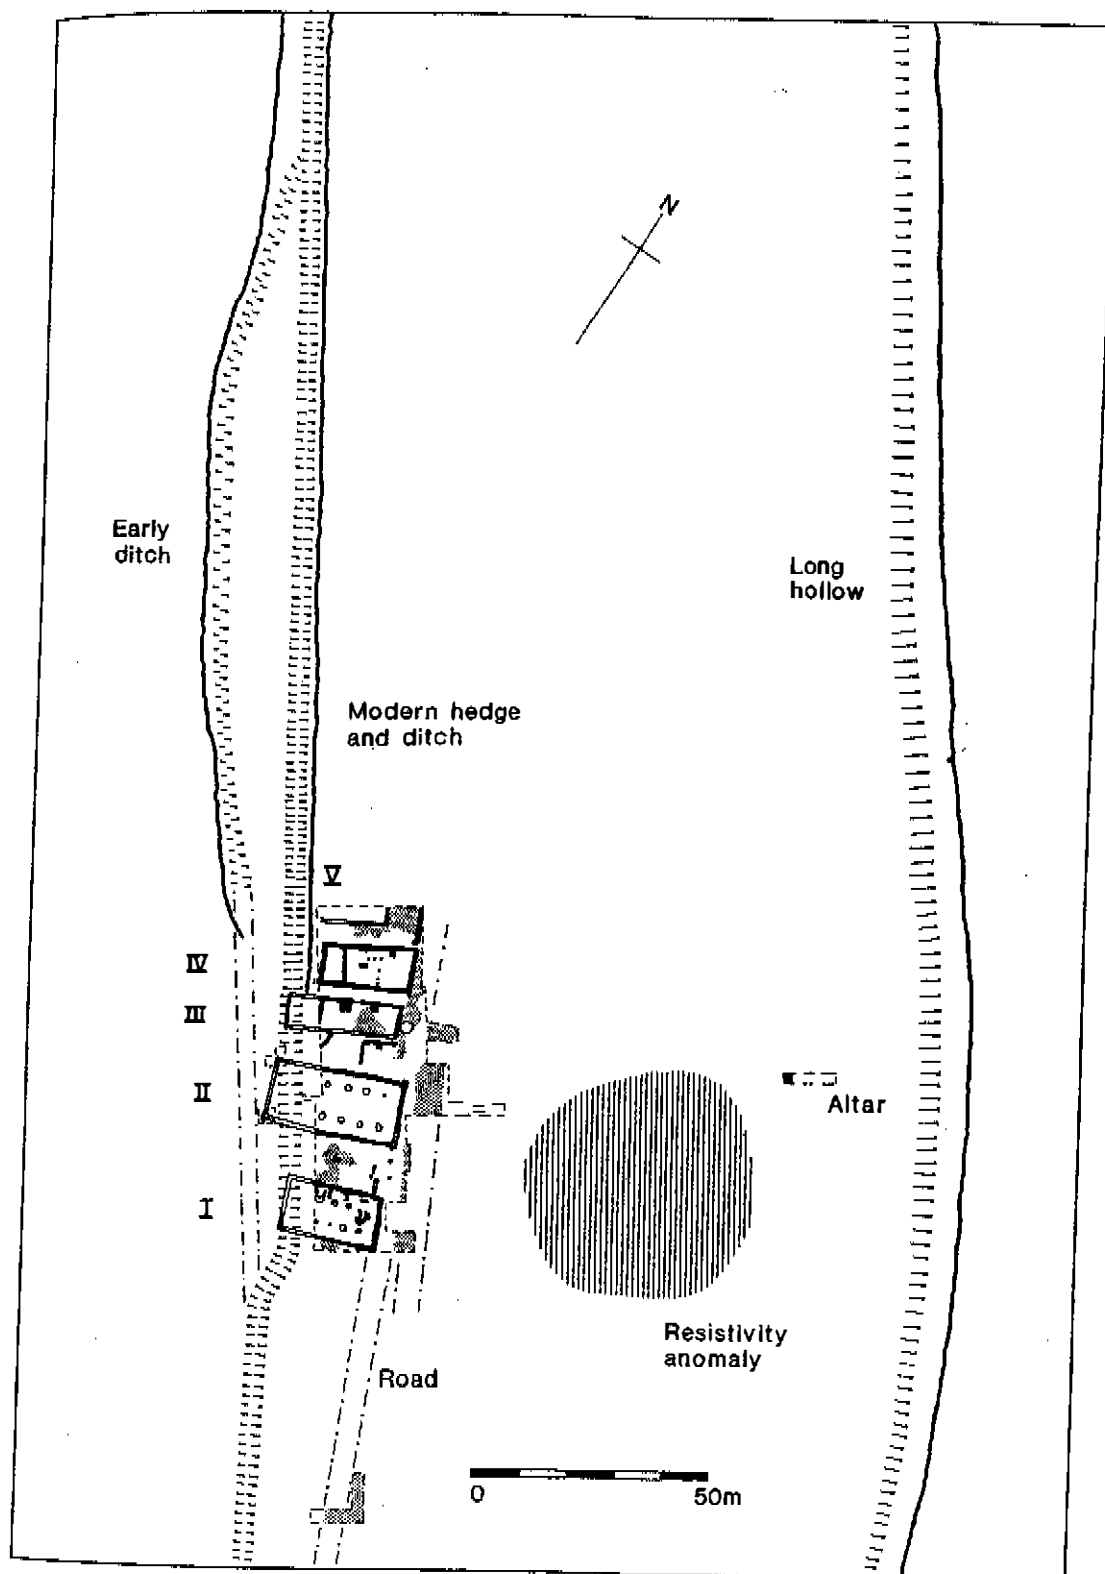 N
Early
ditch
Long
hollow
Modern hedge
and ditch
V
IV
III
II
Altar
I
Resistivity
anomaly
Road
0 50m